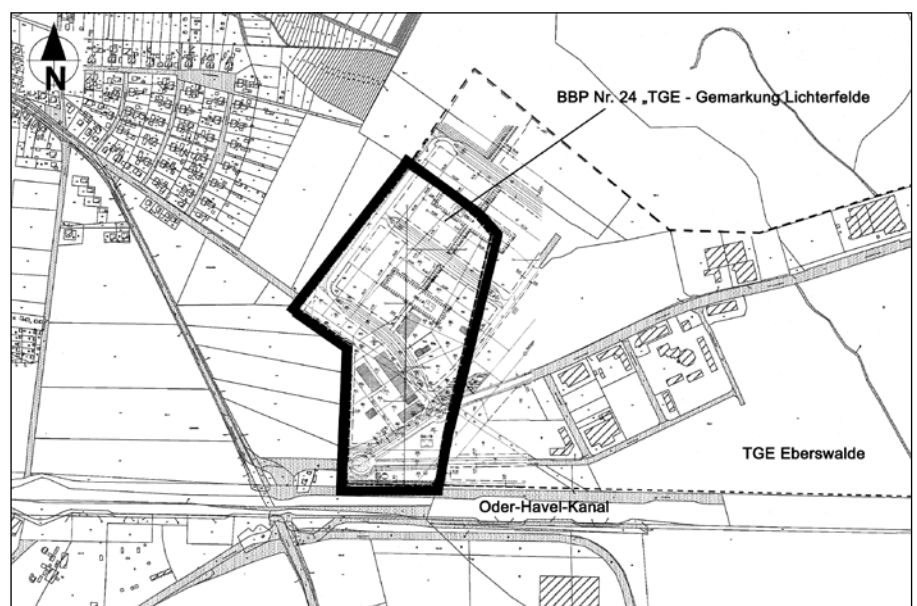 N
BBP Nr. 24 „TGE - Gemarkung Lichterfelde
TGE Eberswalde
Oder-Havel-Kanal